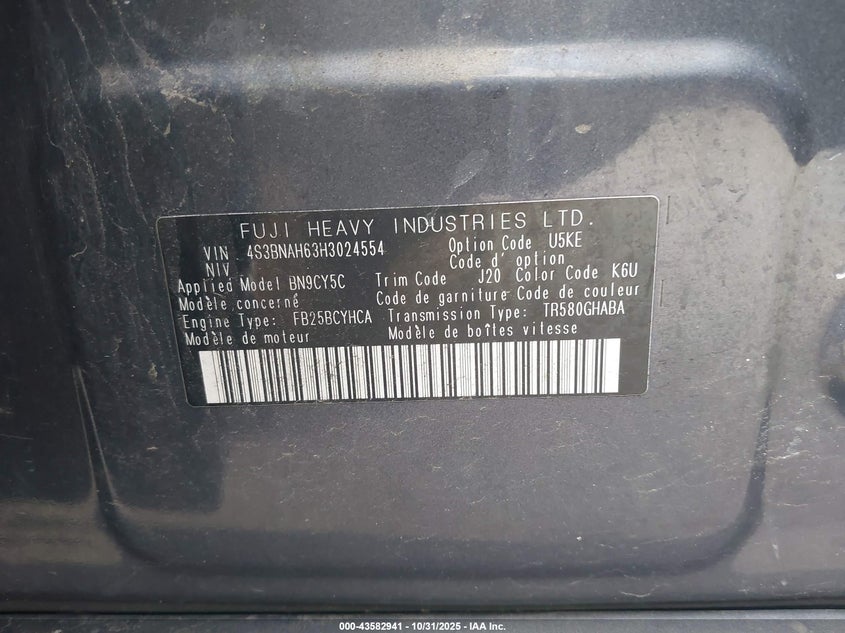 FUJI HEAVY INDUSTRIES LTD.
VIN 4S3BNAH63H3024554 Option Code U5KE
NIV Code d' option
Applied Model BN9CY5C Trim Code J20 Color Code K6U
Modèle concerné Code de garniture Code de couleur
Engine Type: FB25BCYHCA Transmission Type: TR580GHABA
Modèle de moteur Modèle de boîtes vitesse
000-43582941 - 10/31/2025 - IAA Inc.